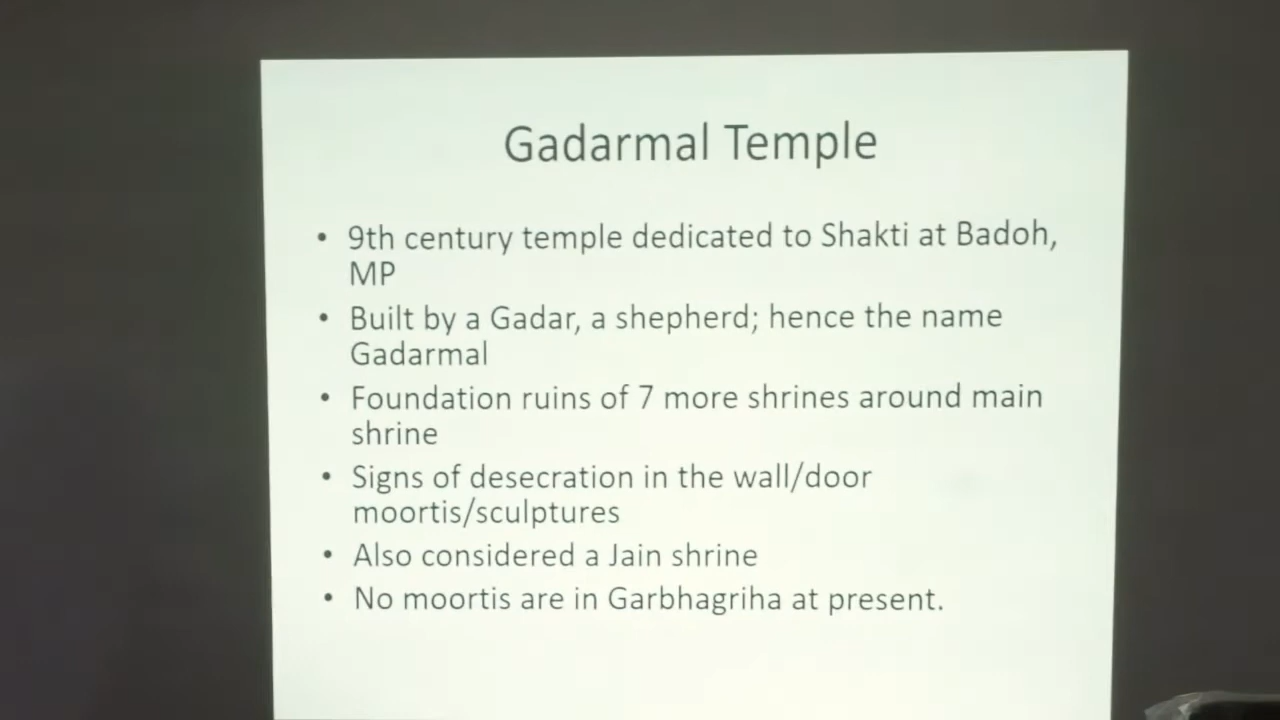 Gadarmal Temple
• 9th century temple dedicated to Shakti at Badoh,
MP
• Built by a Gadar, a shepherd; hence the name
Gadarmal
• Foundation ruins of 7 more shrines around main
shrine
• Signs of desecration in the wall/door
moortis/sculptures
• Also considered a Jain shrine
• No moortis are in Garbhagriha at present.